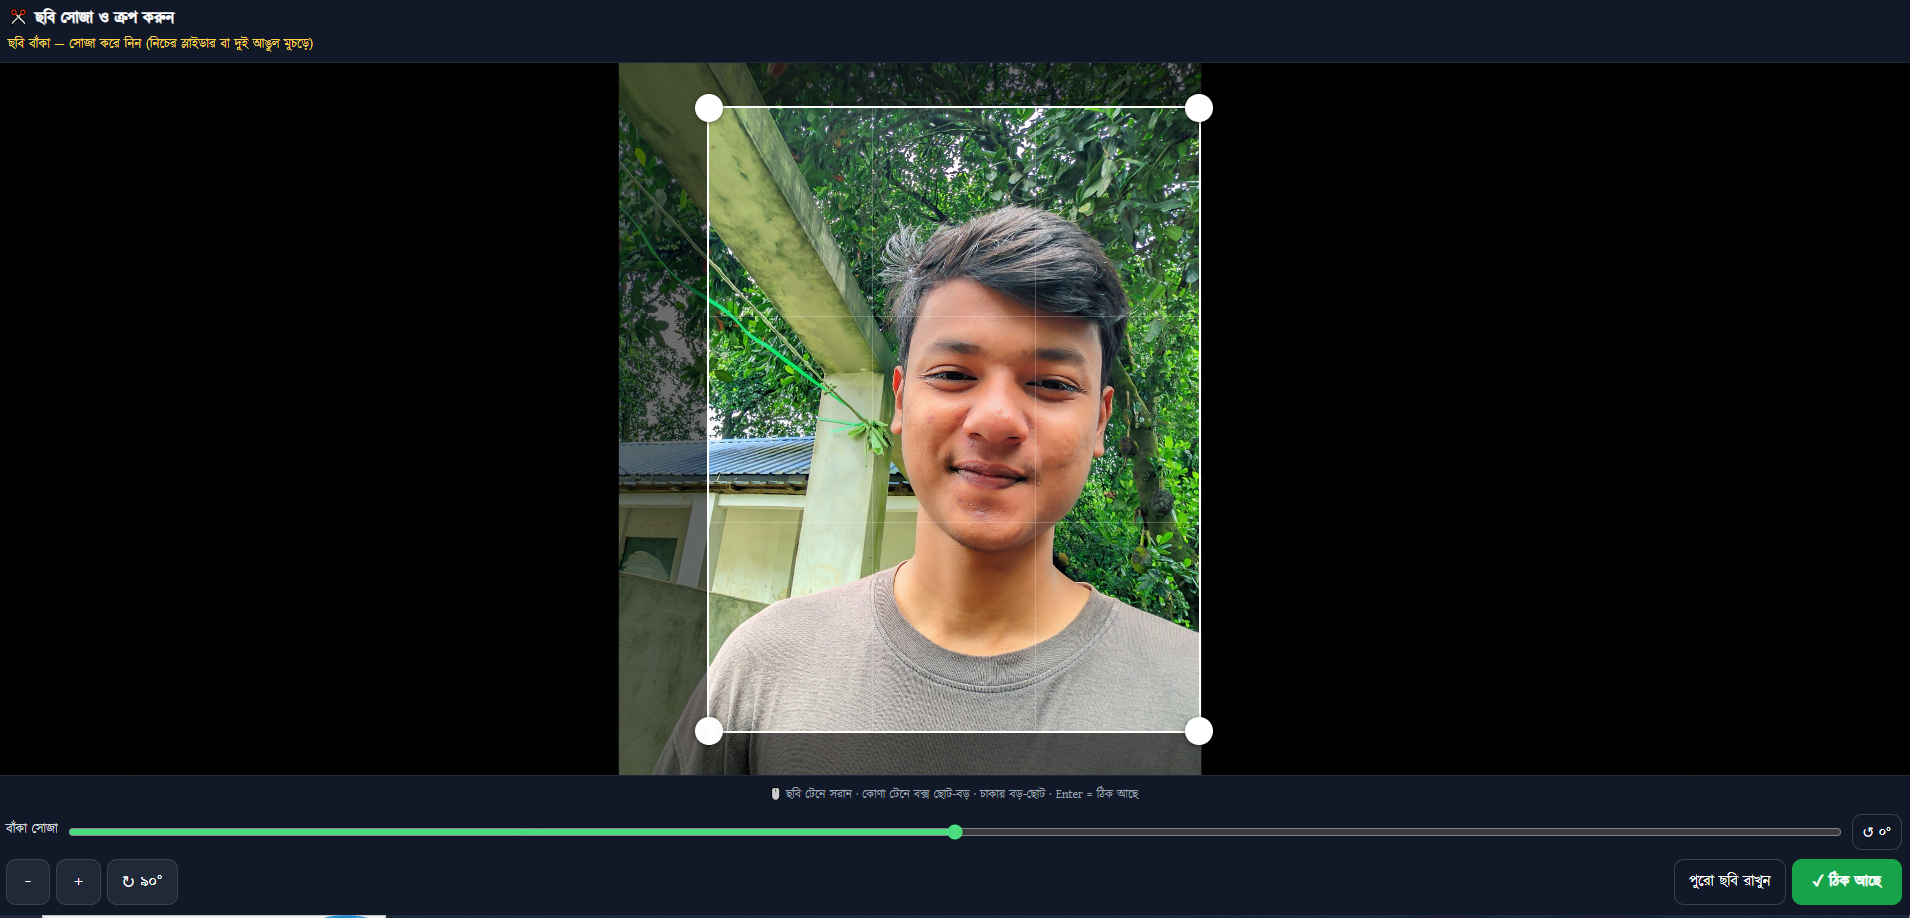 ছবি সোজা ও ক্রপ করুন
ছবি বাঁকা — সোজা করে নিন (নিচের স্লাইডার বা দুই আঙুল মুচড়ে)
ছবি টেনে সরান · কোণা টেনে বক্স ছোট-বড় · চাকায় বড়-ছোট · Enter = ঠিক আছে
বাঁকা সোজা
↺ ০°
− + ↻ ৯০° পুরো ছবি রাখুন ✓ ঠিক আছে